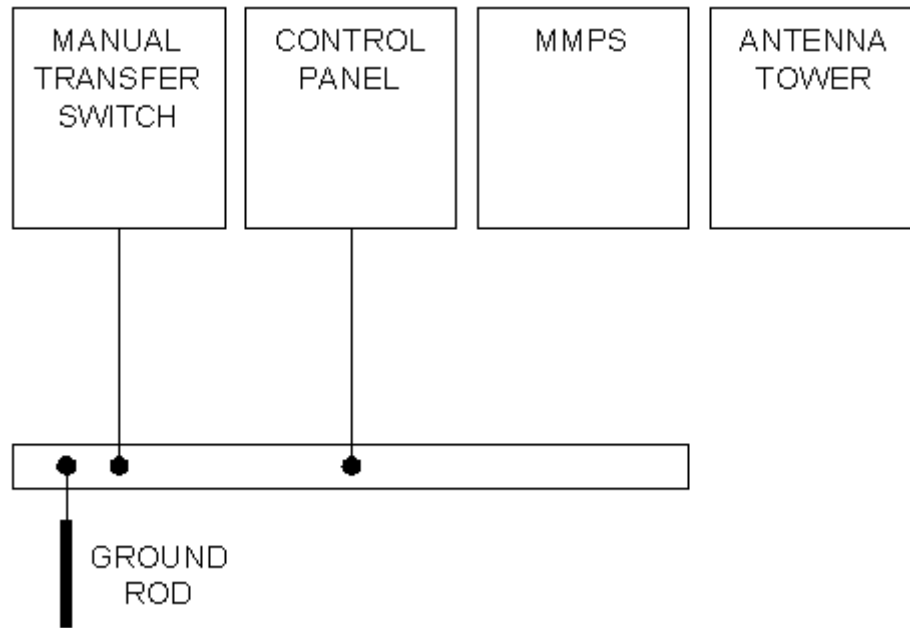 MANUAL
TRANSFER
SWITCH
CONTROL
PANEL
MMPS
ANTENNA
TOWER
GROUND
ROD